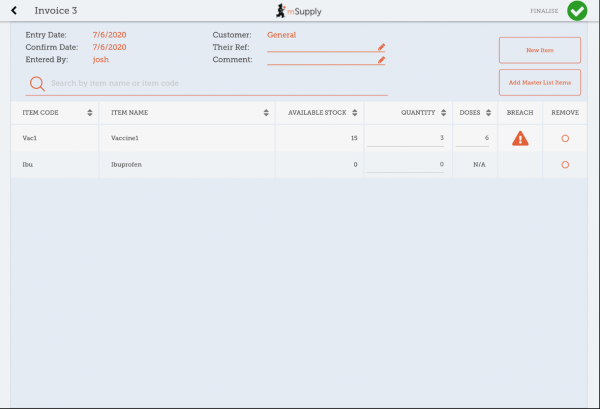 Invoice 3
mSupply
FINALISE
Entry Date: 7/6/2020
Confirm Date: 7/6/2020
Entered By: josh
Customer: General
Their Ref:
Comment:
New Item
Add Master List Items
Search by item name or item code
ITEM CODE ITEM NAME AVAILABLE STOCK QUANTITY DOSES BREACH REMOVE
Vac1 Vaccine1 15 3 6
Ibu Ibuprofen 0 0 N/A